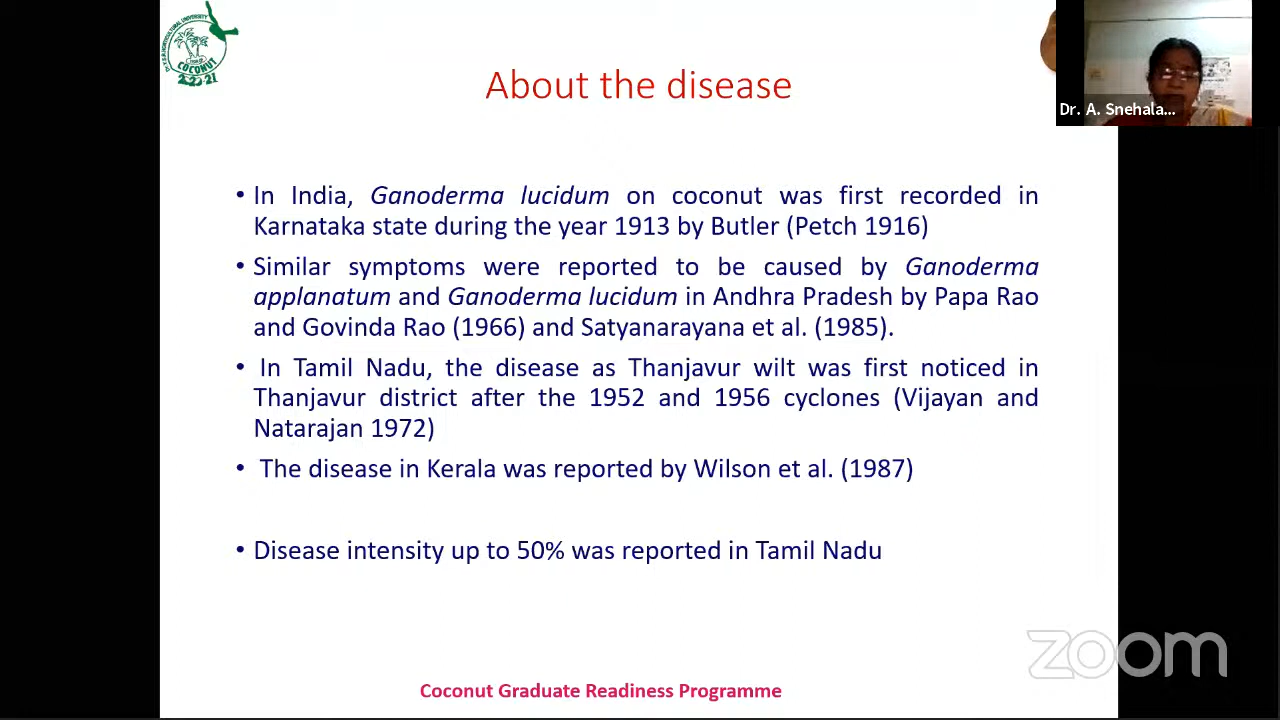 COCONUT
2021
About the disease
Dr. A. Snehala...
• In India, Ganoderma lucidum on coconut was first recorded in
Karnataka state during the year 1913 by Butler (Petch 1916)
• Similar symptoms were reported to be caused by Ganoderma
applanatum and Ganoderma lucidum in Andhra Pradesh by Papa Rao
and Govinda Rao (1966) and Satyanarayana et al. (1985).
• In Tamil Nadu, the disease as Thanjavur wilt was first noticed in
Thanjavur district after the 1952 and 1956 cyclones (Vijayan and
Natarajan 1972)
• The disease in Kerala was reported by Wilson et al. (1987)
• Disease intensity up to 50% was reported in Tamil Nadu
zoom
Coconut Graduate Readiness Programme